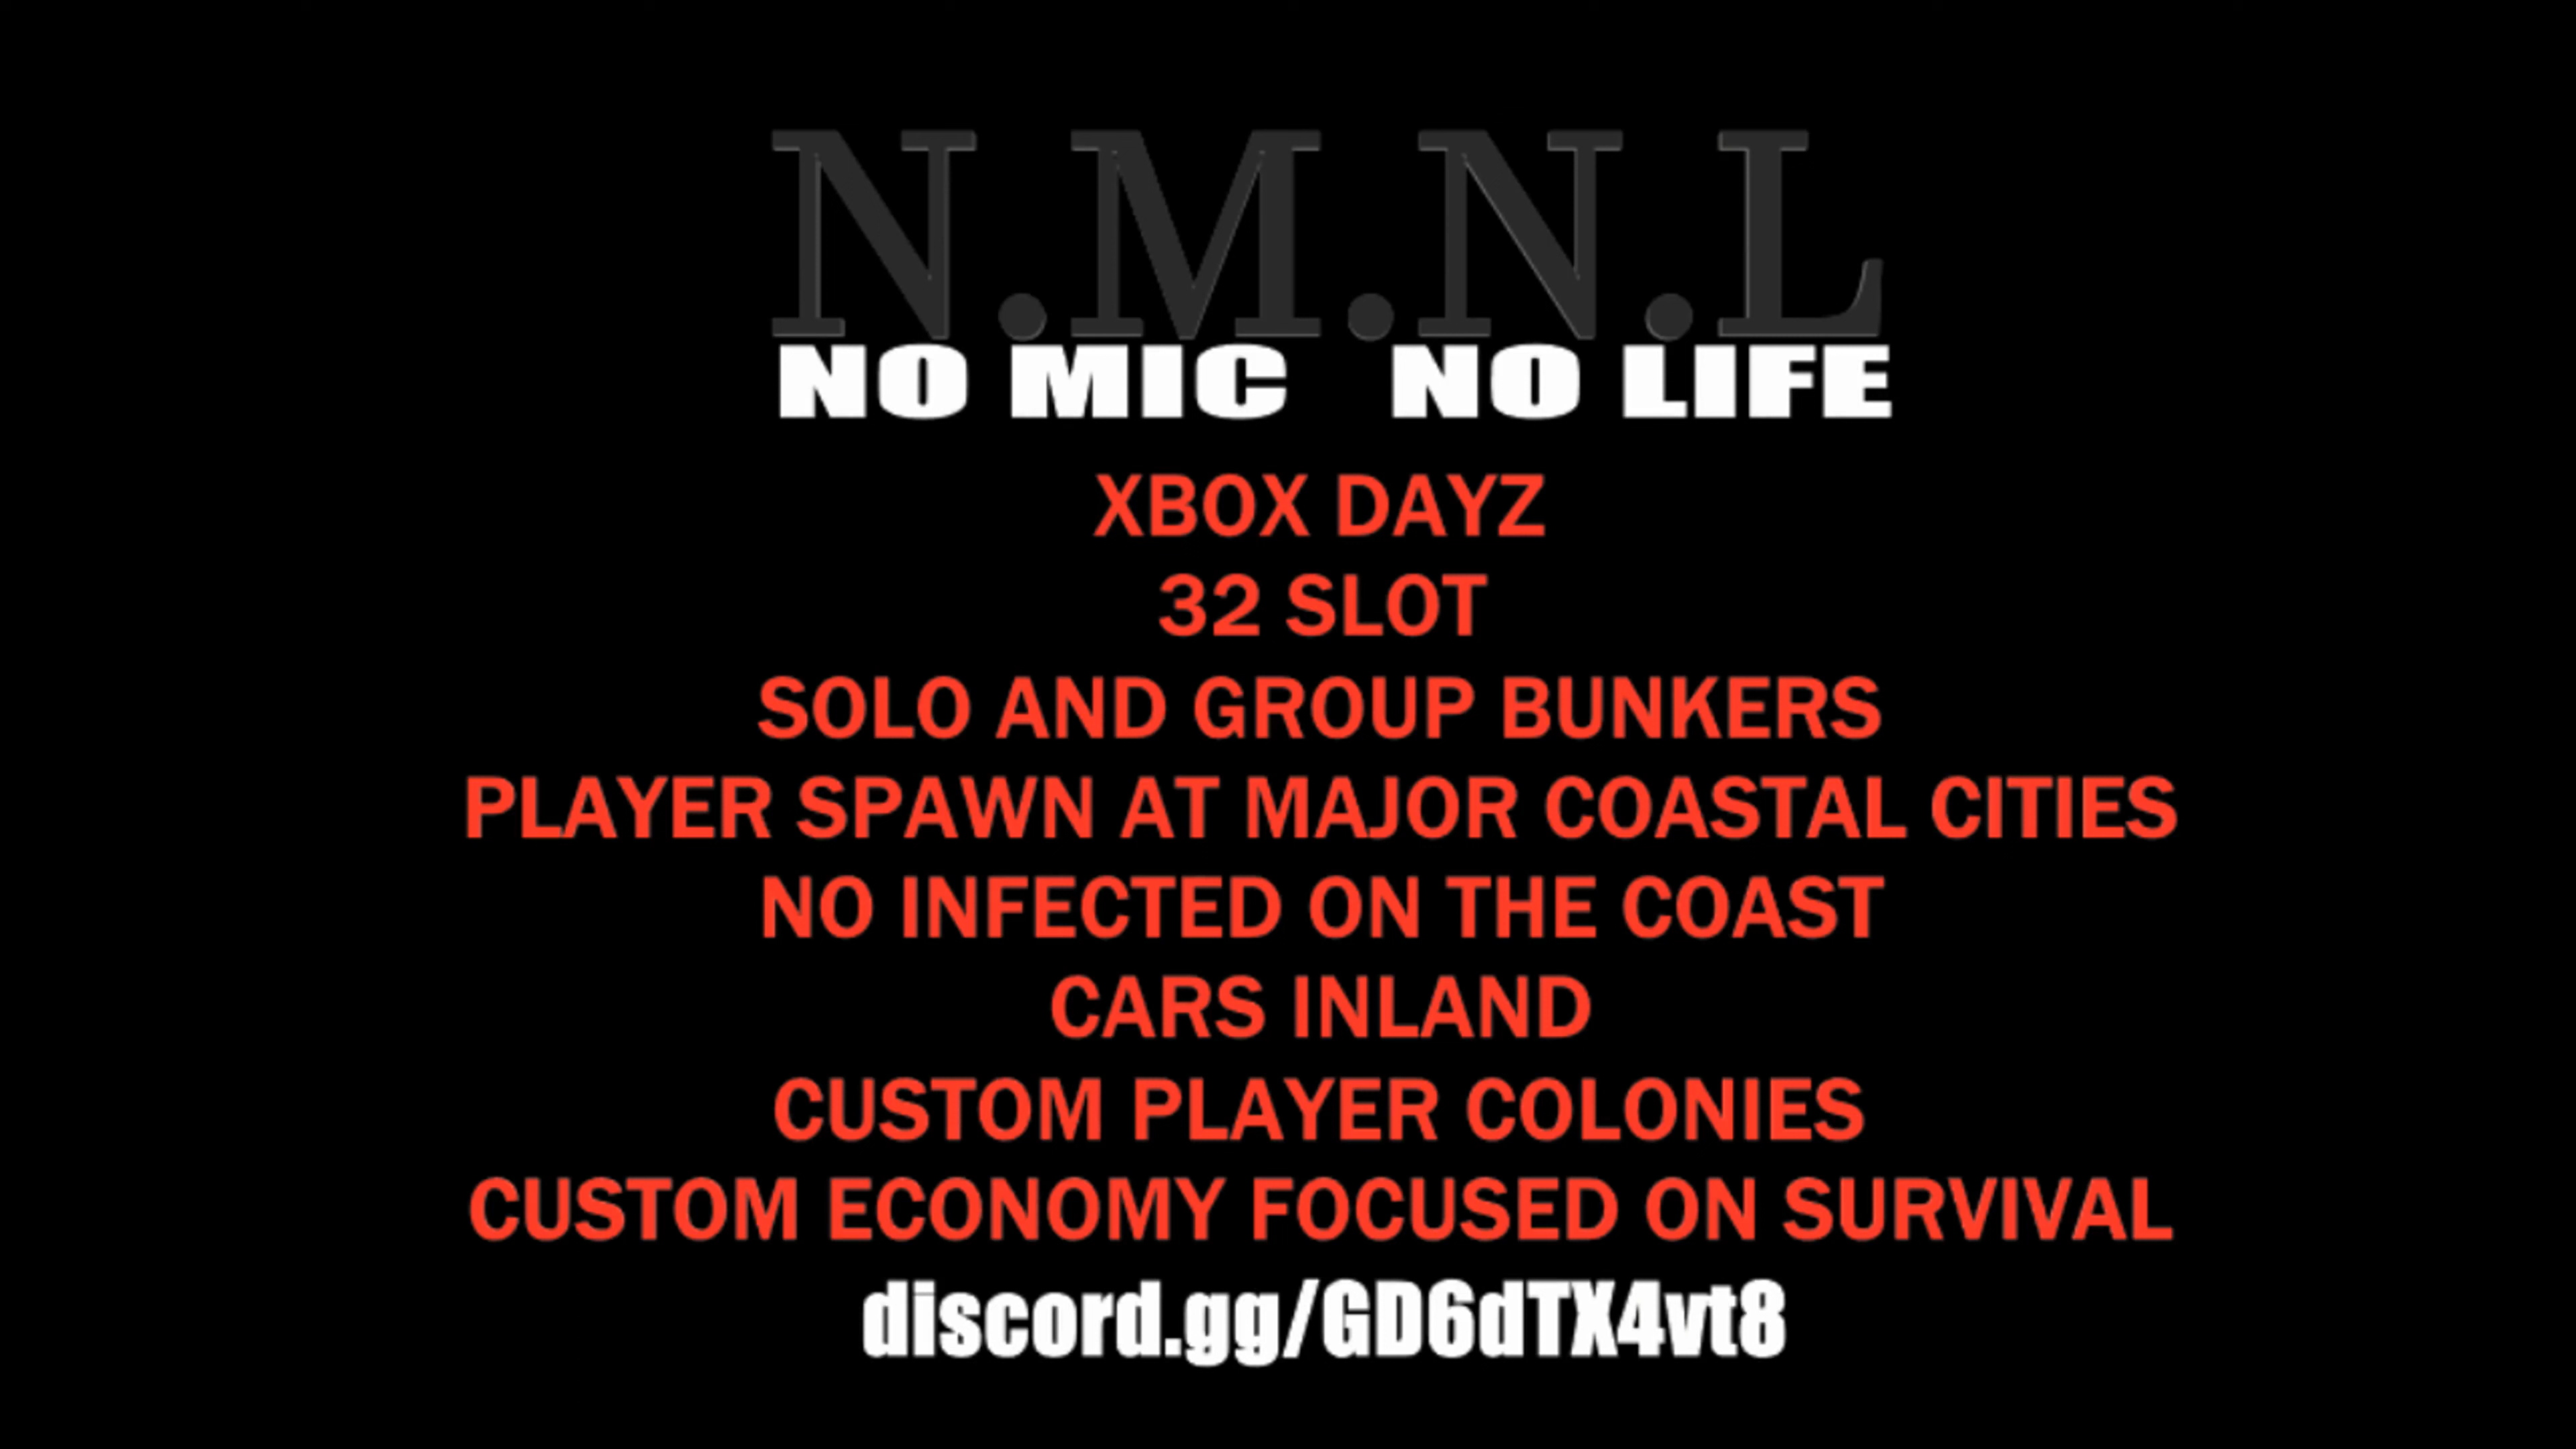 N.M.N.L
NO MIC NO LIFE
XBOX DAYZ
32 SLOT
SOLO AND GROUP BUNKERS
PLAYER SPAWN AT MAJOR COASTAL CITIES
NO INFECTED ON THE COAST
CARS INLAND
CUSTOM PLAYER COLONIES
CUSTOM ECONOMY FOCUSED ON SURVIVAL
discord.gg/GD6dTX4vt8